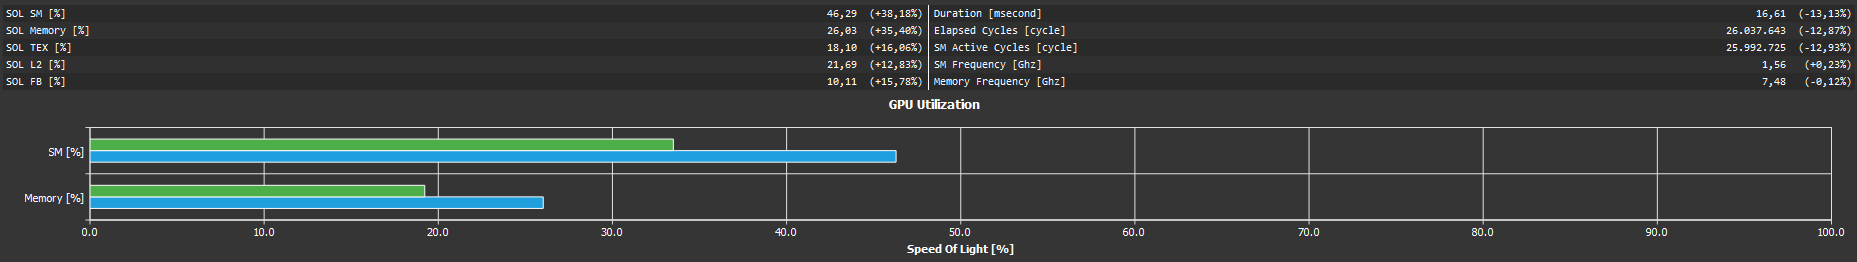 SOL SM [%] 46,29 (+38,18%) Duration [msecond] 16,61 (-13,13%)
SOL Memory [%] 26,03 (+35,40%) Elapsed Cycles [cycle] 26.037.643 (-12,87%)
SOL TEX [%] 18,10 (+16,06%) SM Active Cycles [cycle] 25.992.725 (-12,93%)
SOL L2 [%] 21,69 (+12,83%) SM Frequency [Ghz] 1,56 (+0,23%)
SOL FB [%] 10,11 (+15,78%) Memory Frequency [Ghz] 7,48 (-0,12%)
GPU Utilization
SM [%]
Memory [%]
0.0 10.0 20.0 30.0 40.0 50.0 60.0 70.0 80.0 90.0 100.0
Speed Of Light [%]